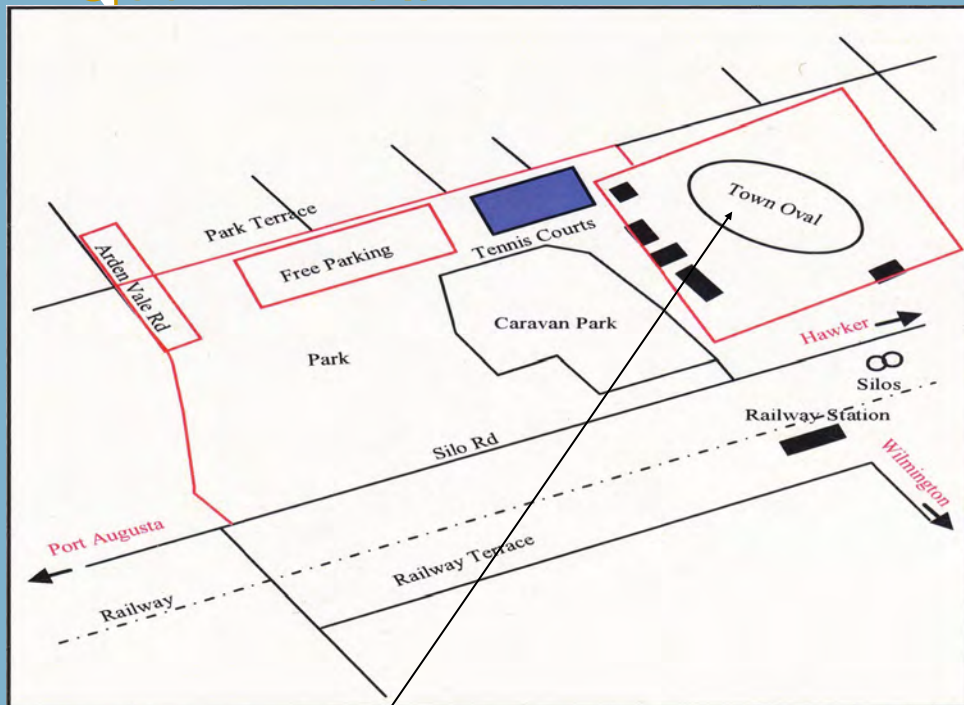 Park Terrace
Arden Vale Rd
Free Parking
Tennis Courts
Town Oval
Caravan Park
Park
Hawker
Silos
Silo Rd
Railway Station
Wilmington
Port Augusta
Railway Terrace
Railway